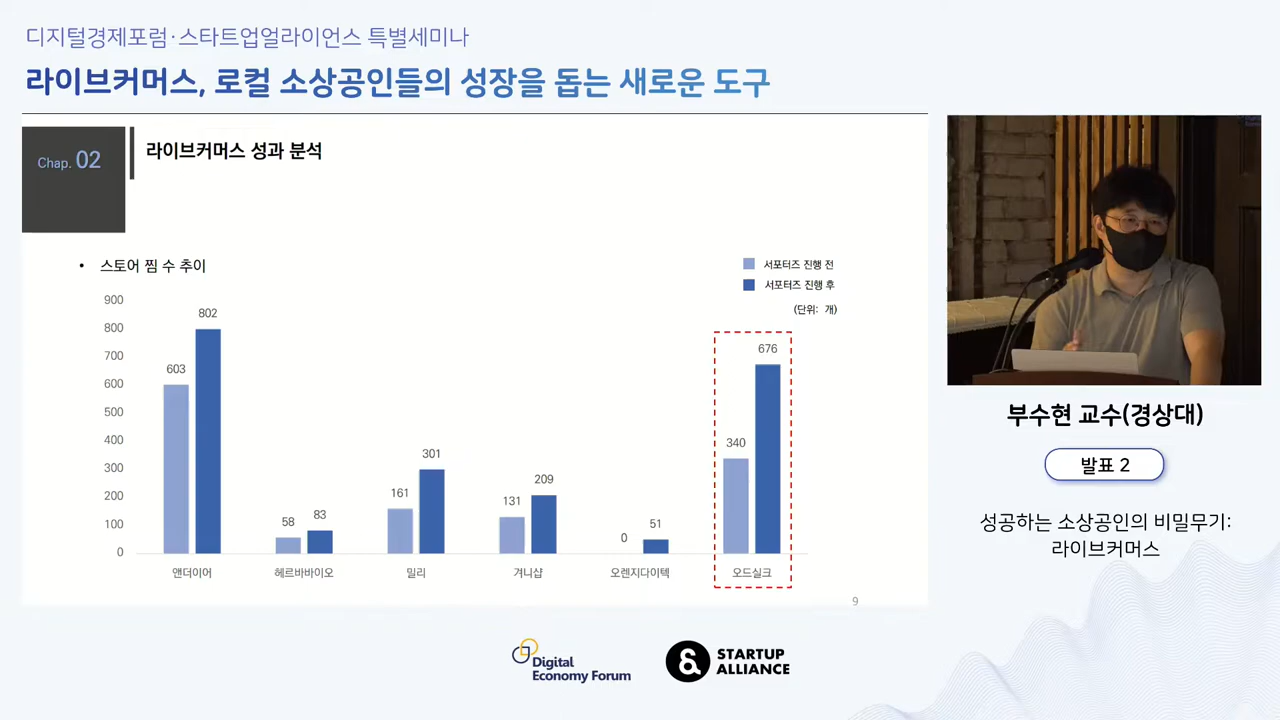 디지털경제포럼·스타트업얼라이언스 특별세미나
라이브커머스, 로컬 소상공인들의 성장을 돕는 새로운 도구
Chap. 02
라이브커머스 성과 분석
• 스토어 찜 수 추이
서포터즈 진행 전
서포터즈 진행 후
(단위: 개)
900
800
700
600
500
400
300
200
100
0
603
802
58
83
161
301
131
209
0
51
340
676
앤더이어
헤르바바이오
밀리
겨니샵
오렌지다이텍
오드실크
9
부수현 교수(경상대)
발표 2
성공하는 소상공인의 비밀무기:
라이브커머스
Digital
Economy Forum
&
STARTUP
ALLIANCE